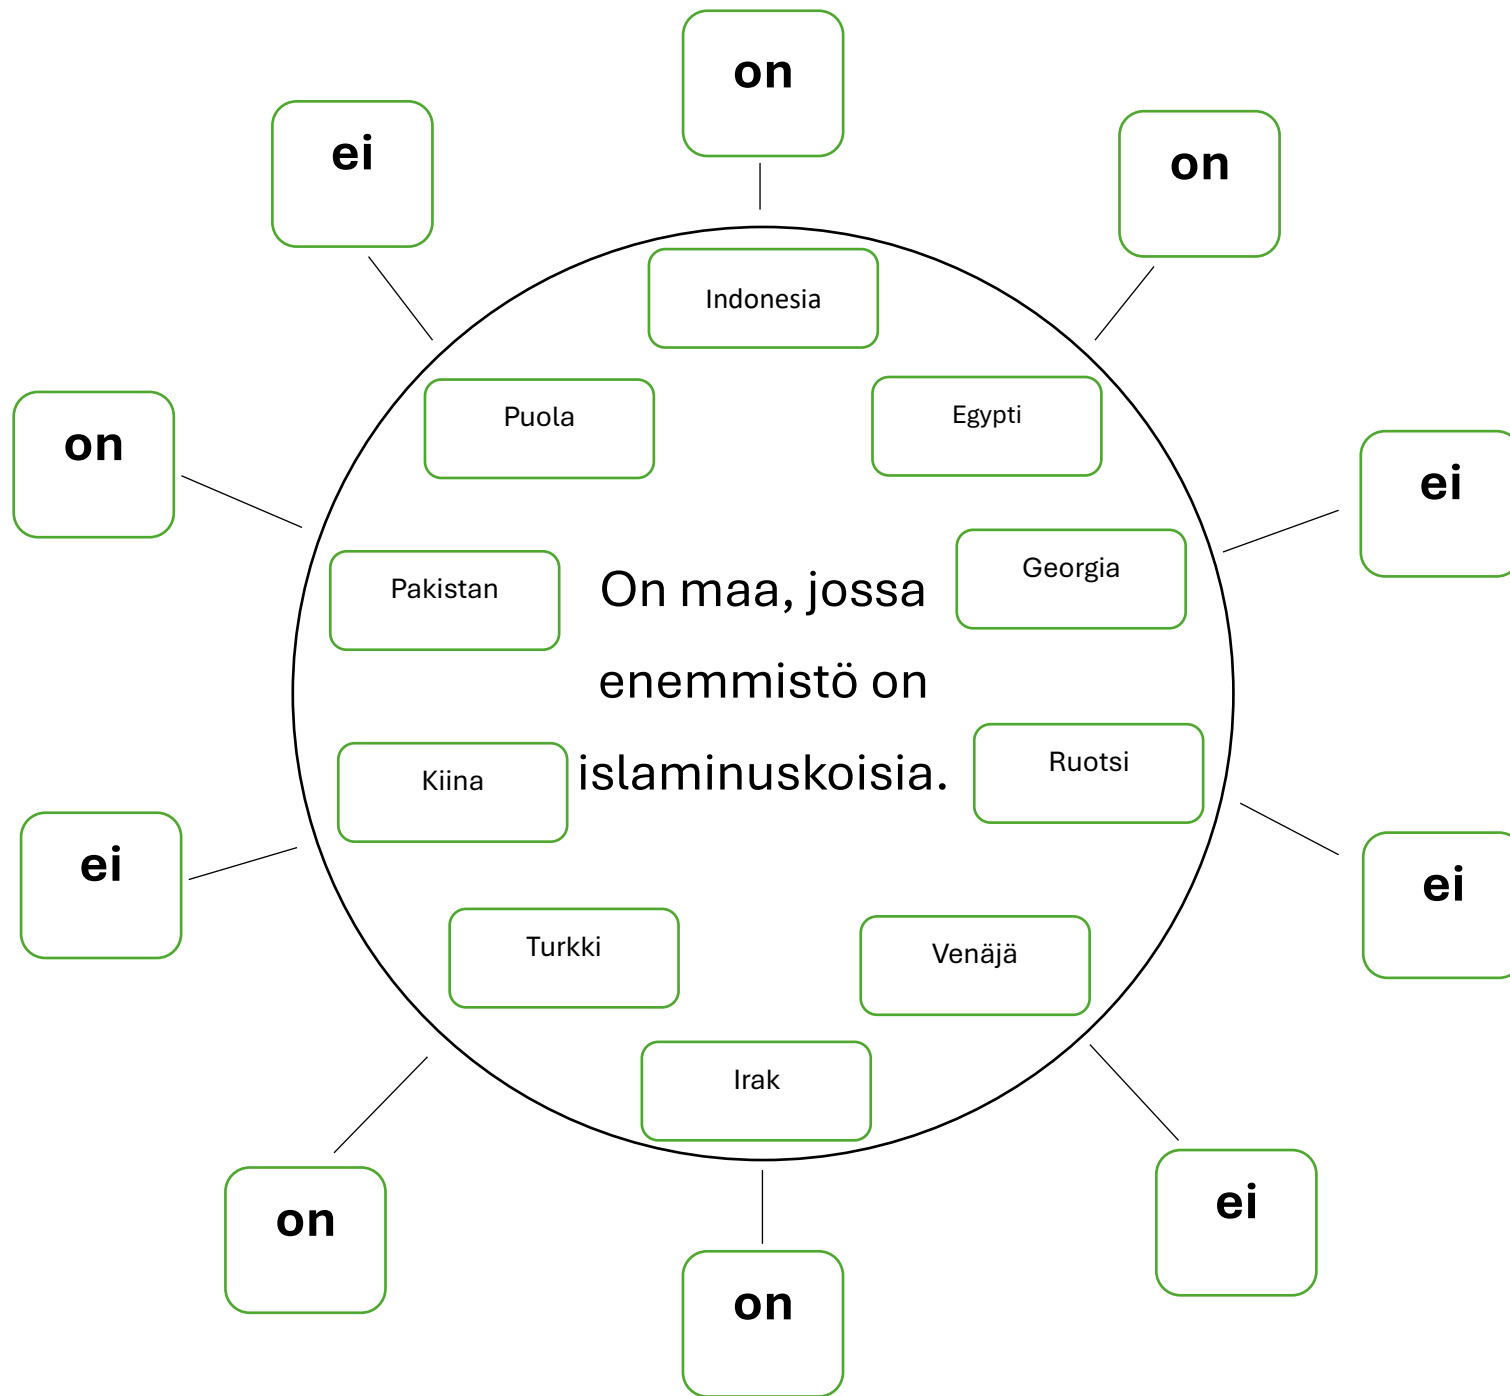 on
on
ei
ei
ei
on
on
ei
on
ei
Indonesia
Egypti
Georgia
Ruotsi
Venäjä
Irak
Turkki
Kiina
Pakistan
Puola
On maa, jossa
enemmistö on
islaminuskoisia.